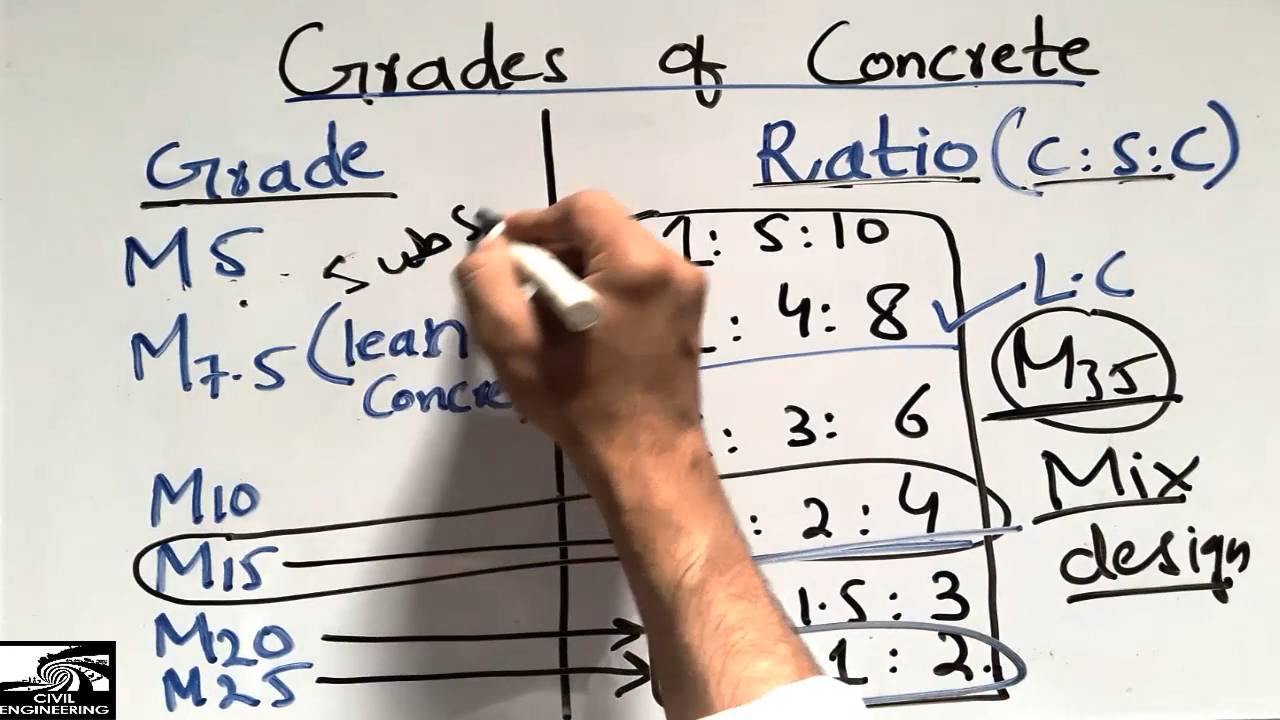 Grades of Concrete
Grade Ratio (C:S:C)
M5 subs 1: 5:10
M7.5 (lean : 4: 8 L.C
Concre M35
: 3: 6
M10 Mix
M15 : 2:4 design
M20 1.5:3
M25 1:2.
CIVIL
ENGINEERING